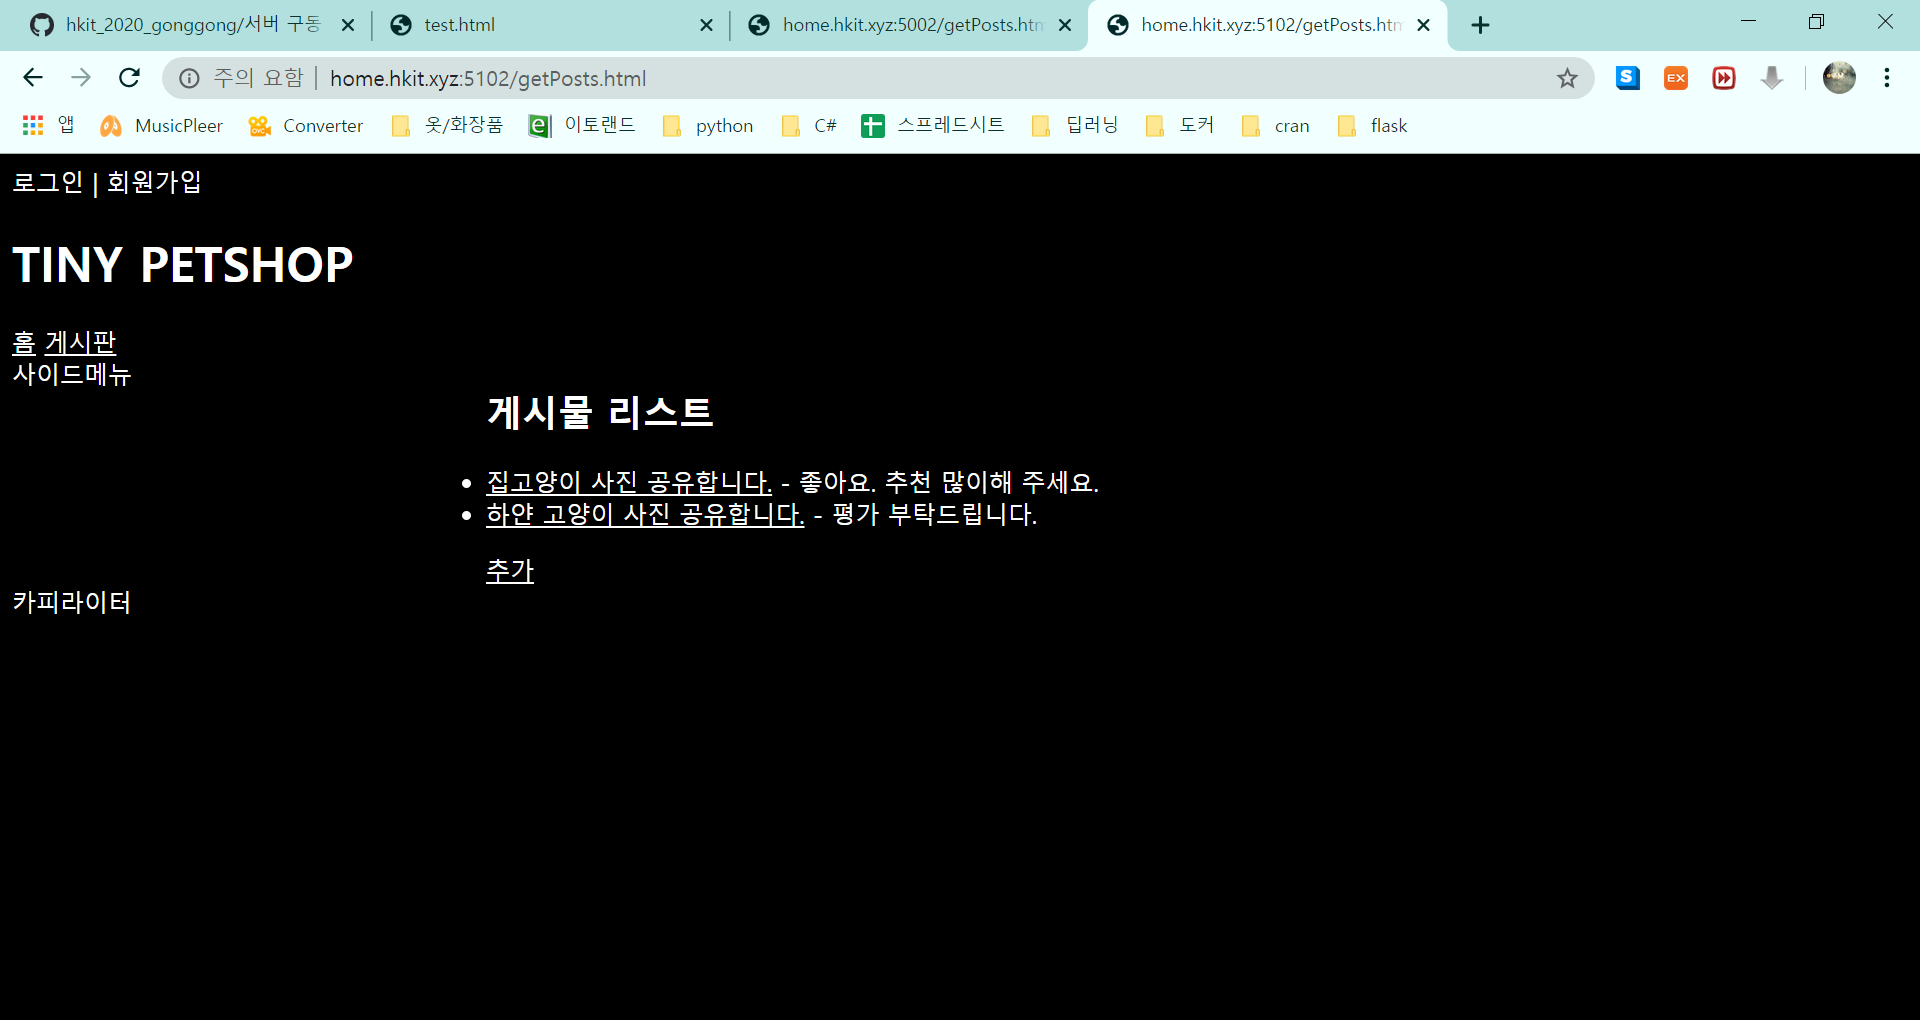 hkit_2020_gonggong/서버 구동
test.html
home.hkit.xyz:5002/getPosts.htm
home.hkit.xyz:5102/getPosts.htm
주의 요함 | home.hkit.xyz:5102/getPosts.html
S EX
앱 MusicPleer Converter 옷/화장품 이토랜드 python C# 스프레드시트 딥러닝 도커 cran flask
로그인 | 회원가입
TINY PETSHOP
홈 게시판
사이드메뉴
게시물 리스트
집고양이 사진 공유합니다. - 좋아요. 추천 많이해 주세요.
하얀 고양이 사진 공유합니다. - 평가 부탁드립니다.
추가
카피라이터